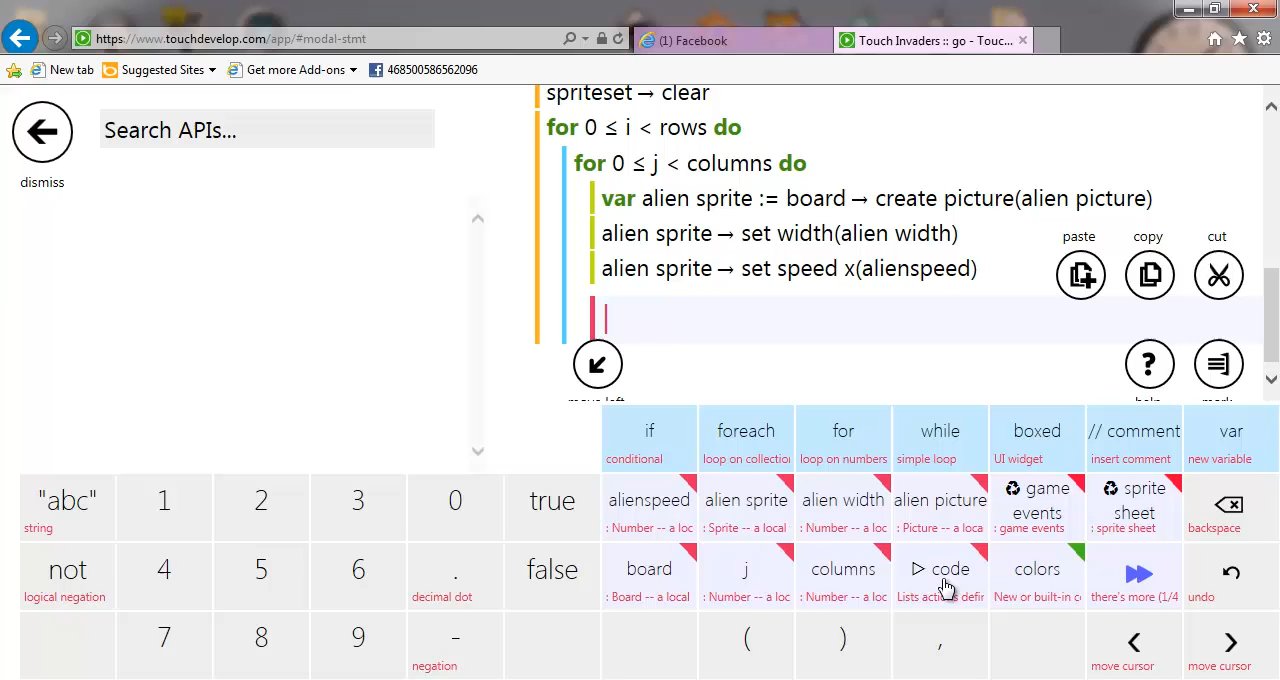 https://www.touchdevelop.com/app/#modal-stmt
(1) Facebook
Touch Invaders :: go - Touc...
New tab
Suggested Sites
Get more Add-ons
468500586562096
dismiss
Search APIs...
spriteset → clear
for 0 ≤ i < rows do
for 0 ≤ j < columns do
var alien sprite := board → create picture(alien picture)
alien sprite → set width(alien width)
alien sprite → set speed x(alienspeed)
paste copy cut
if foreach for while boxed // comment var
conditional loop on collection loop on numbers simple loop UI widget insert comment new variable
"abc" 1 2 3 0 true alienspeed alien sprite alien width alien picture game events sprite sheet
string : Number -- a loc : Sprite -- a local : Number -- a loc : Picture -- a loca : game events : sprite sheet backspace
not 4 5 6 . false board j columns code colors
logical negation decimal dot : Board -- a local : Number -- a loc : Number -- a loc Lists actions defin New or built-in c there's more (1/4 undo
7 8 9 - ( ) , < >
negation move cursor move cursor